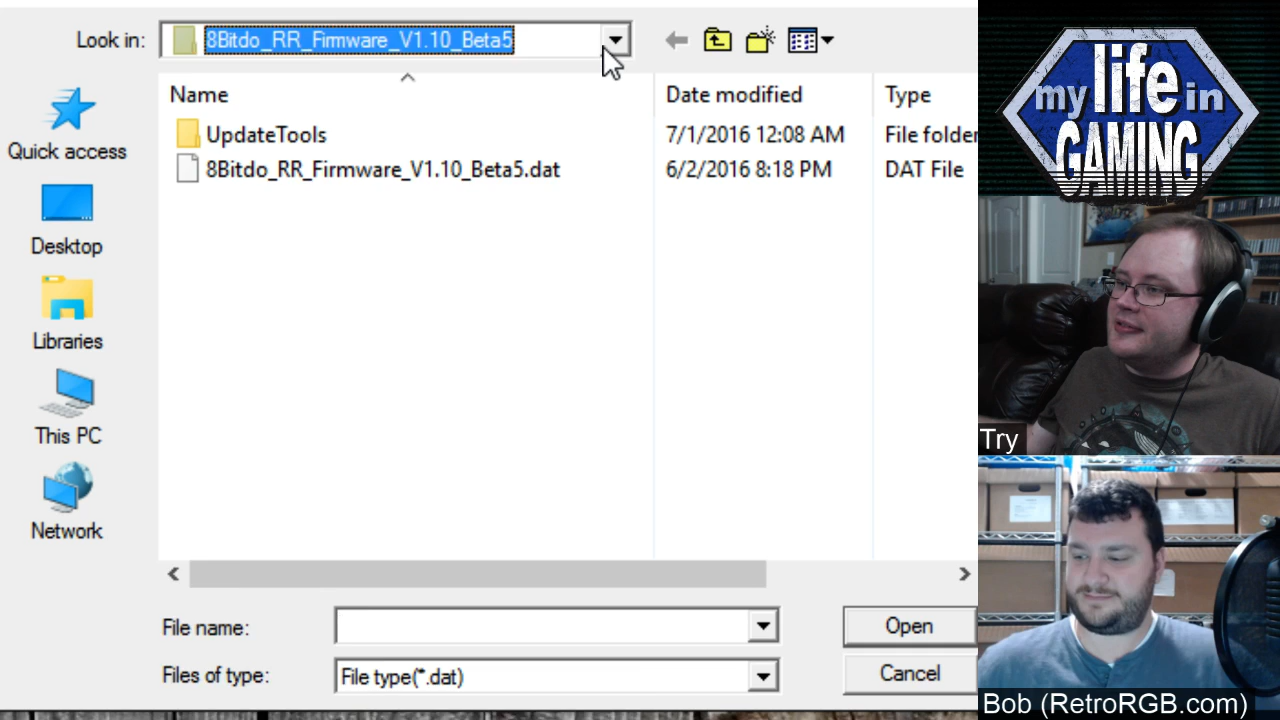 Look in:
8Bitdo_RR_Firmware_V1.10_Beta5
Name
Date modified
Type
UpdateTools
7/1/2016 12:08 AM
File folder
8Bitdo_RR_Firmware_V1.10_Beta5.dat
6/2/2016 8:18 PM
DAT File
Quick access
Desktop
Libraries
This PC
Network
File name:
Open
Files of type:
File type(*.dat)
Cancel
my life in
GAMING
Try
Bob (RetroRGB.com)